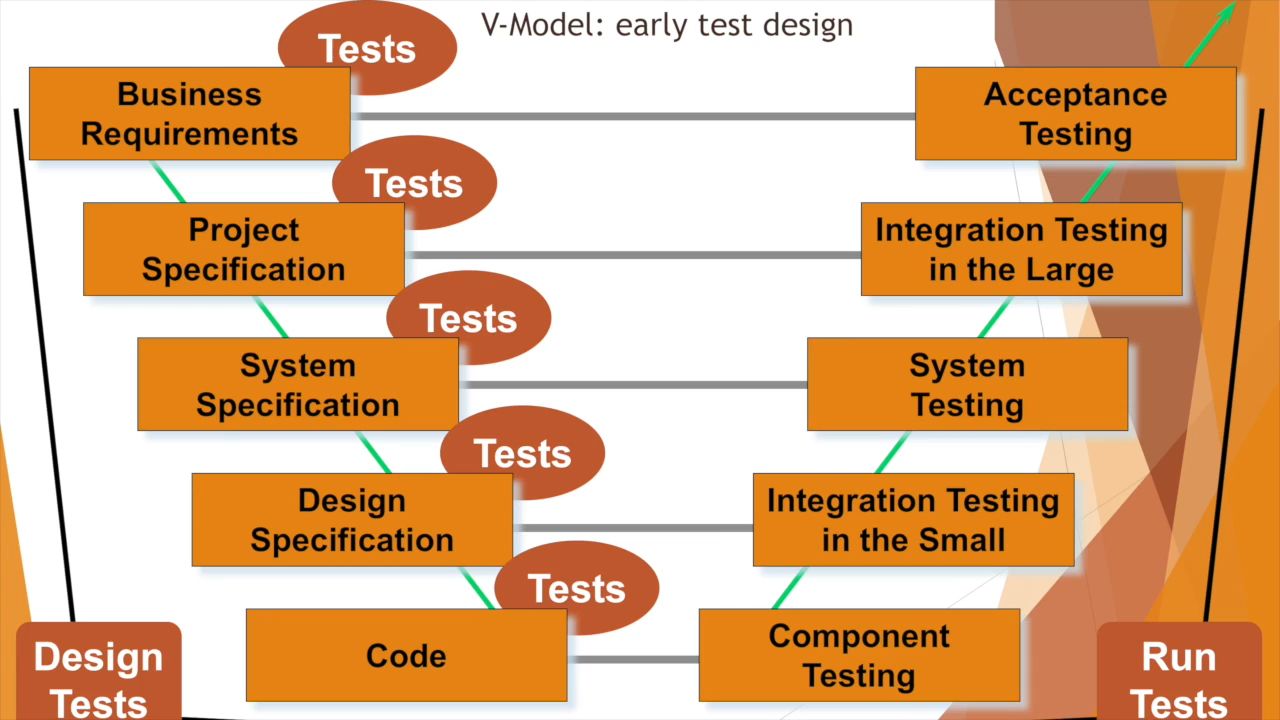 V-Model: early test design
Tests
Business
Requirements
Acceptance
Testing
Tests
Project
Specification
Integration Testing
in the Large
Tests
System
Specification
System
Testing
Tests
Design
Specification
Integration Testing
in the Small
Tests
Code
Component
Testing
Design
Tests
Run
Tests